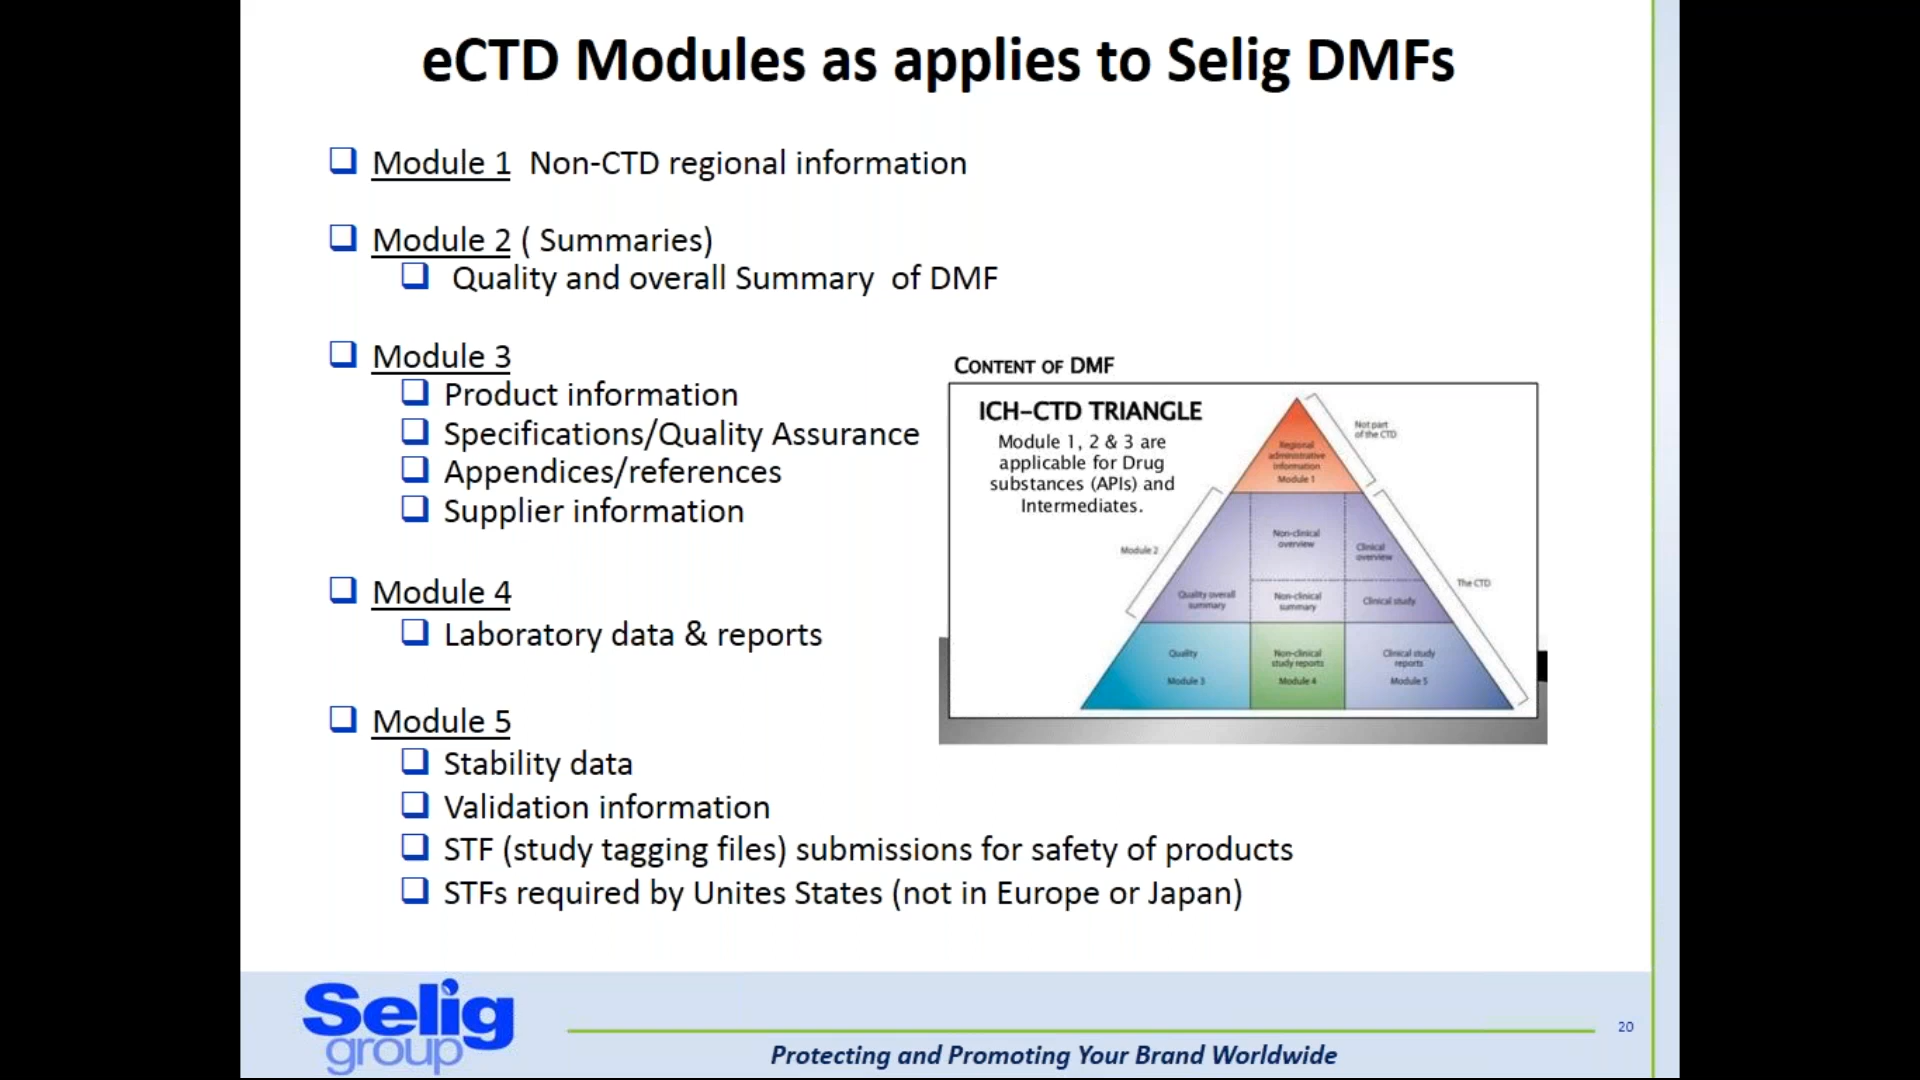 eCTD Modules as applies to Selig DMFs
Module 1 Non-CTD regional information
Module 2 ( Summaries)
Quality and overall Summary of DMF
Module 3
Product information
Specifications/Quality Assurance
Appendices/references
Supplier information
Module 4
Laboratory data & reports
Module 5
Stability data
Validation information
STF (study tagging files) submissions for safety of products
STFs required by Unites States (not in Europe or Japan)
CONTENT OF DMF
ICH-CTD TRIANGLE
Module 1, 2 & 3 are
applicable for Drug
substances (APIs) and
Intermediates.
Regional
administrative
information
Module 1
Not part
of the CTD
Module 2
Non-clinical
overview
Clinical
overview
The CTD
Quality overall
summary
Non-clinical
summary
Clinical study
Quality
Module 3
Non-clinical
study reports
Module 4
Clinical study
reports
Module 5
Selig
group
Protecting and Promoting Your Brand Worldwide
20